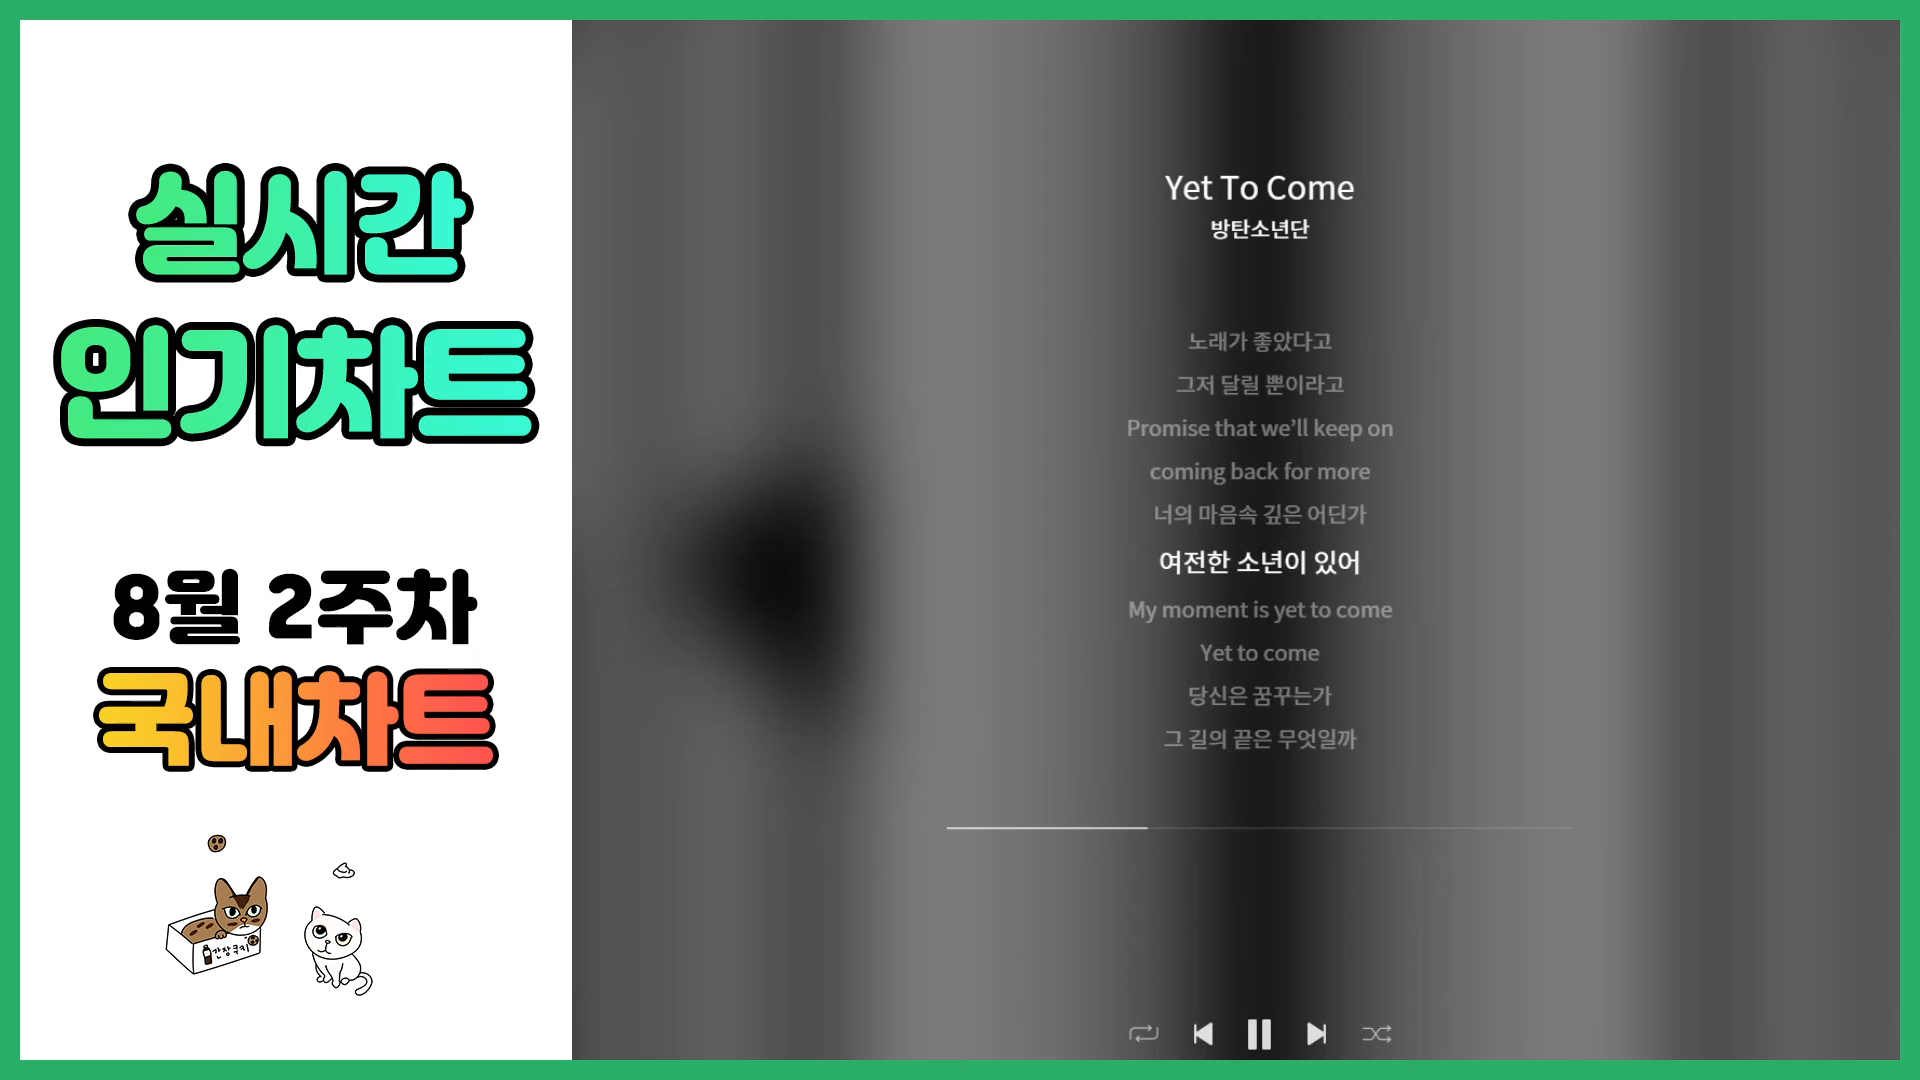 실시간
인기차트
8월 2주차
국내차트
간장쿠키
Yet To Come
방탄소년단
노래가 좋았다고
그저 달릴 뿐이라고
Promise that we’ll keep on
coming back for more
너의 마음속 깊은 어딘가
여전한 소년이 있어
My moment is yet to come
Yet to come
당신은 꿈꾸는가
그 길의 끝은 무엇일까